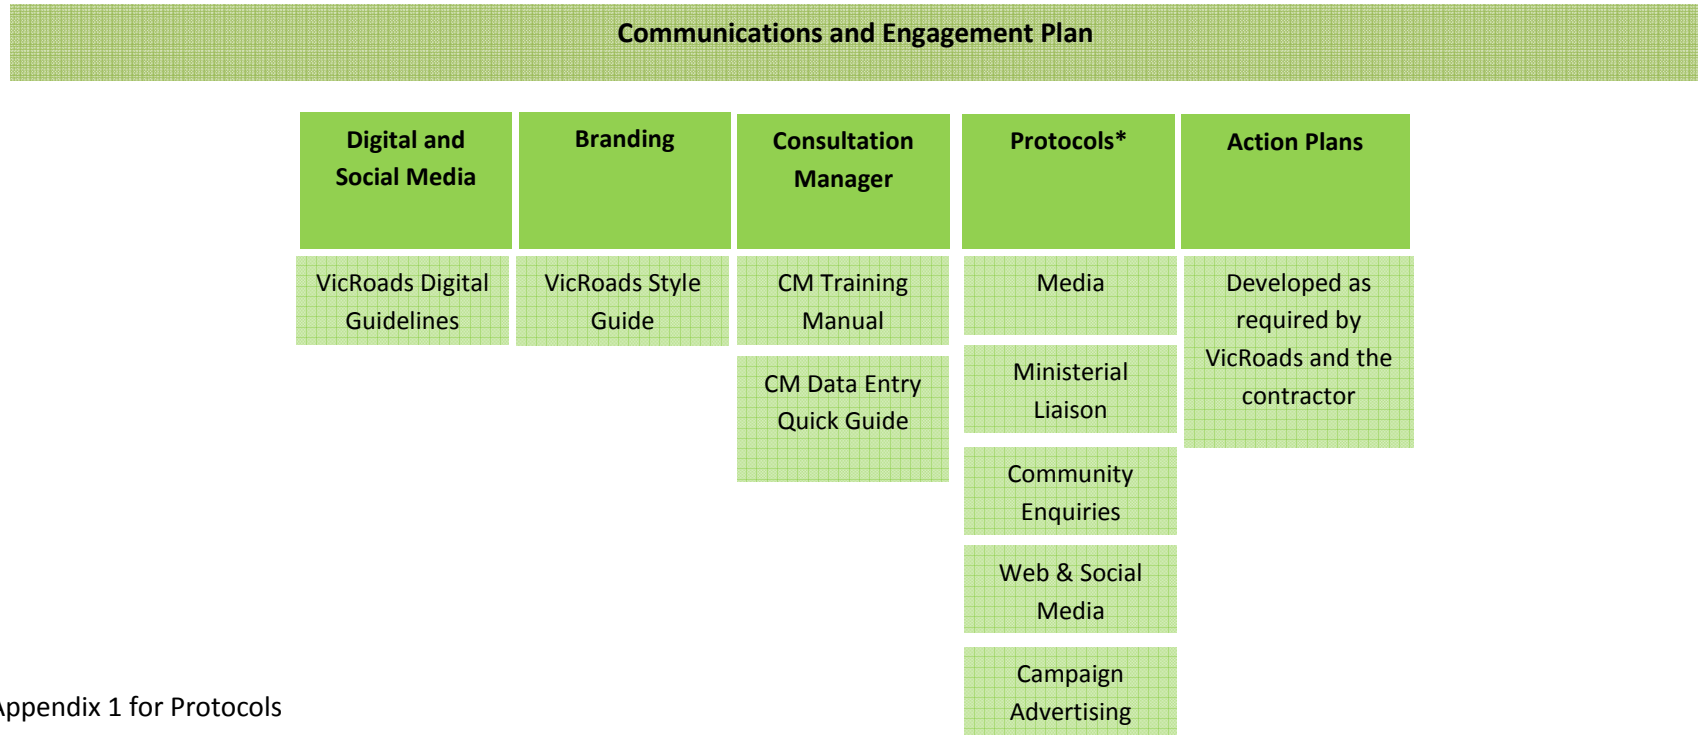 Communications and Engagement Plan
Digital and
Social Media
Branding
Consultation
Manager
Protocols*
Action Plans
VicRoads Digital
Guidelines
VicRoads Style
Guide
CM Training
Manual
CM Data Entry
Quick Guide
Media
Ministerial
Liaison
Community
Enquiries
Web & Social
Media
Campaign
Advertising
Developed as
required by
VicRoads and the
contractor
Appendix 1 for Protocols